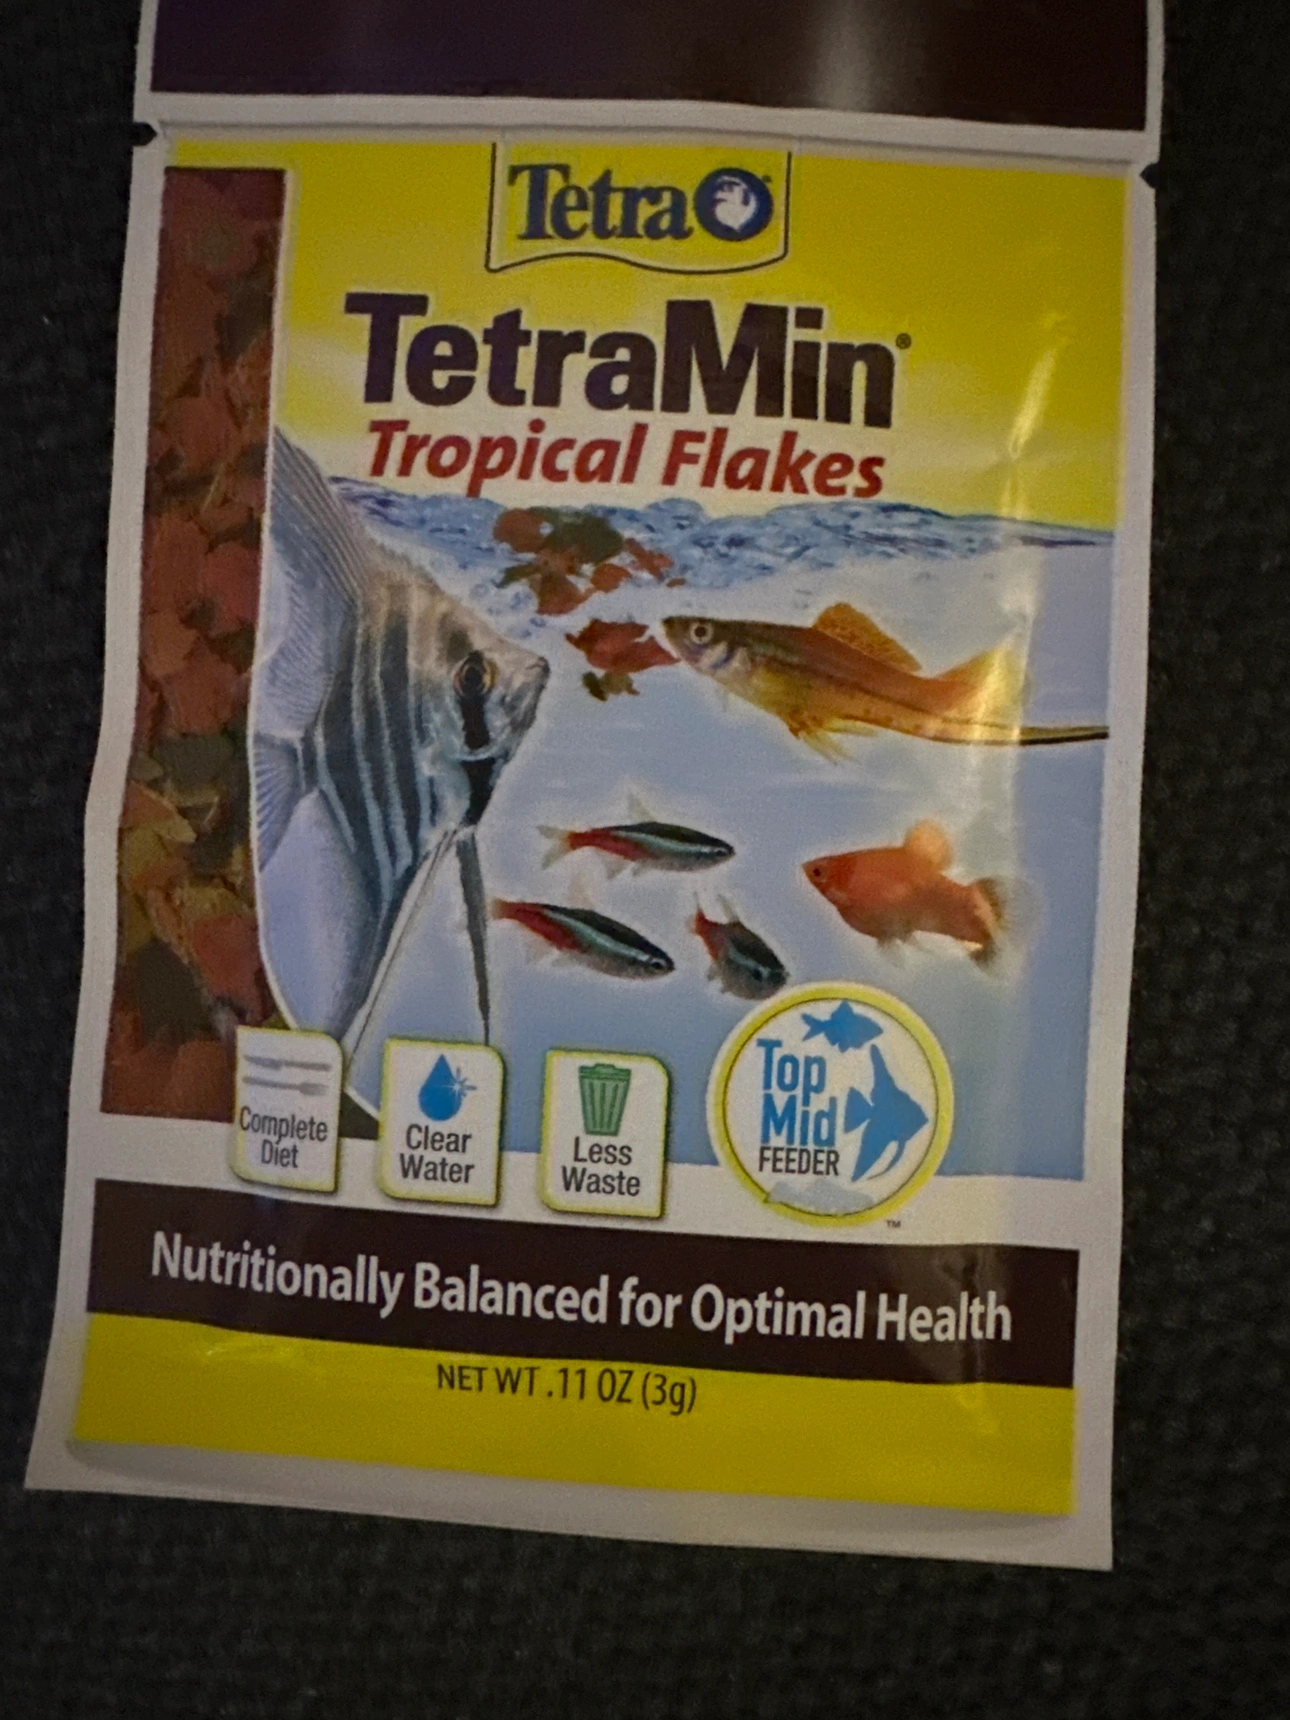 Tetra®
TetraMin®
Tropical Flakes
Complete
Diet
Clear
Water
Less
Waste
Top
Mid
FEEDER
™
Nutritionally Balanced for Optimal Health
NET WT .11 OZ (3g)